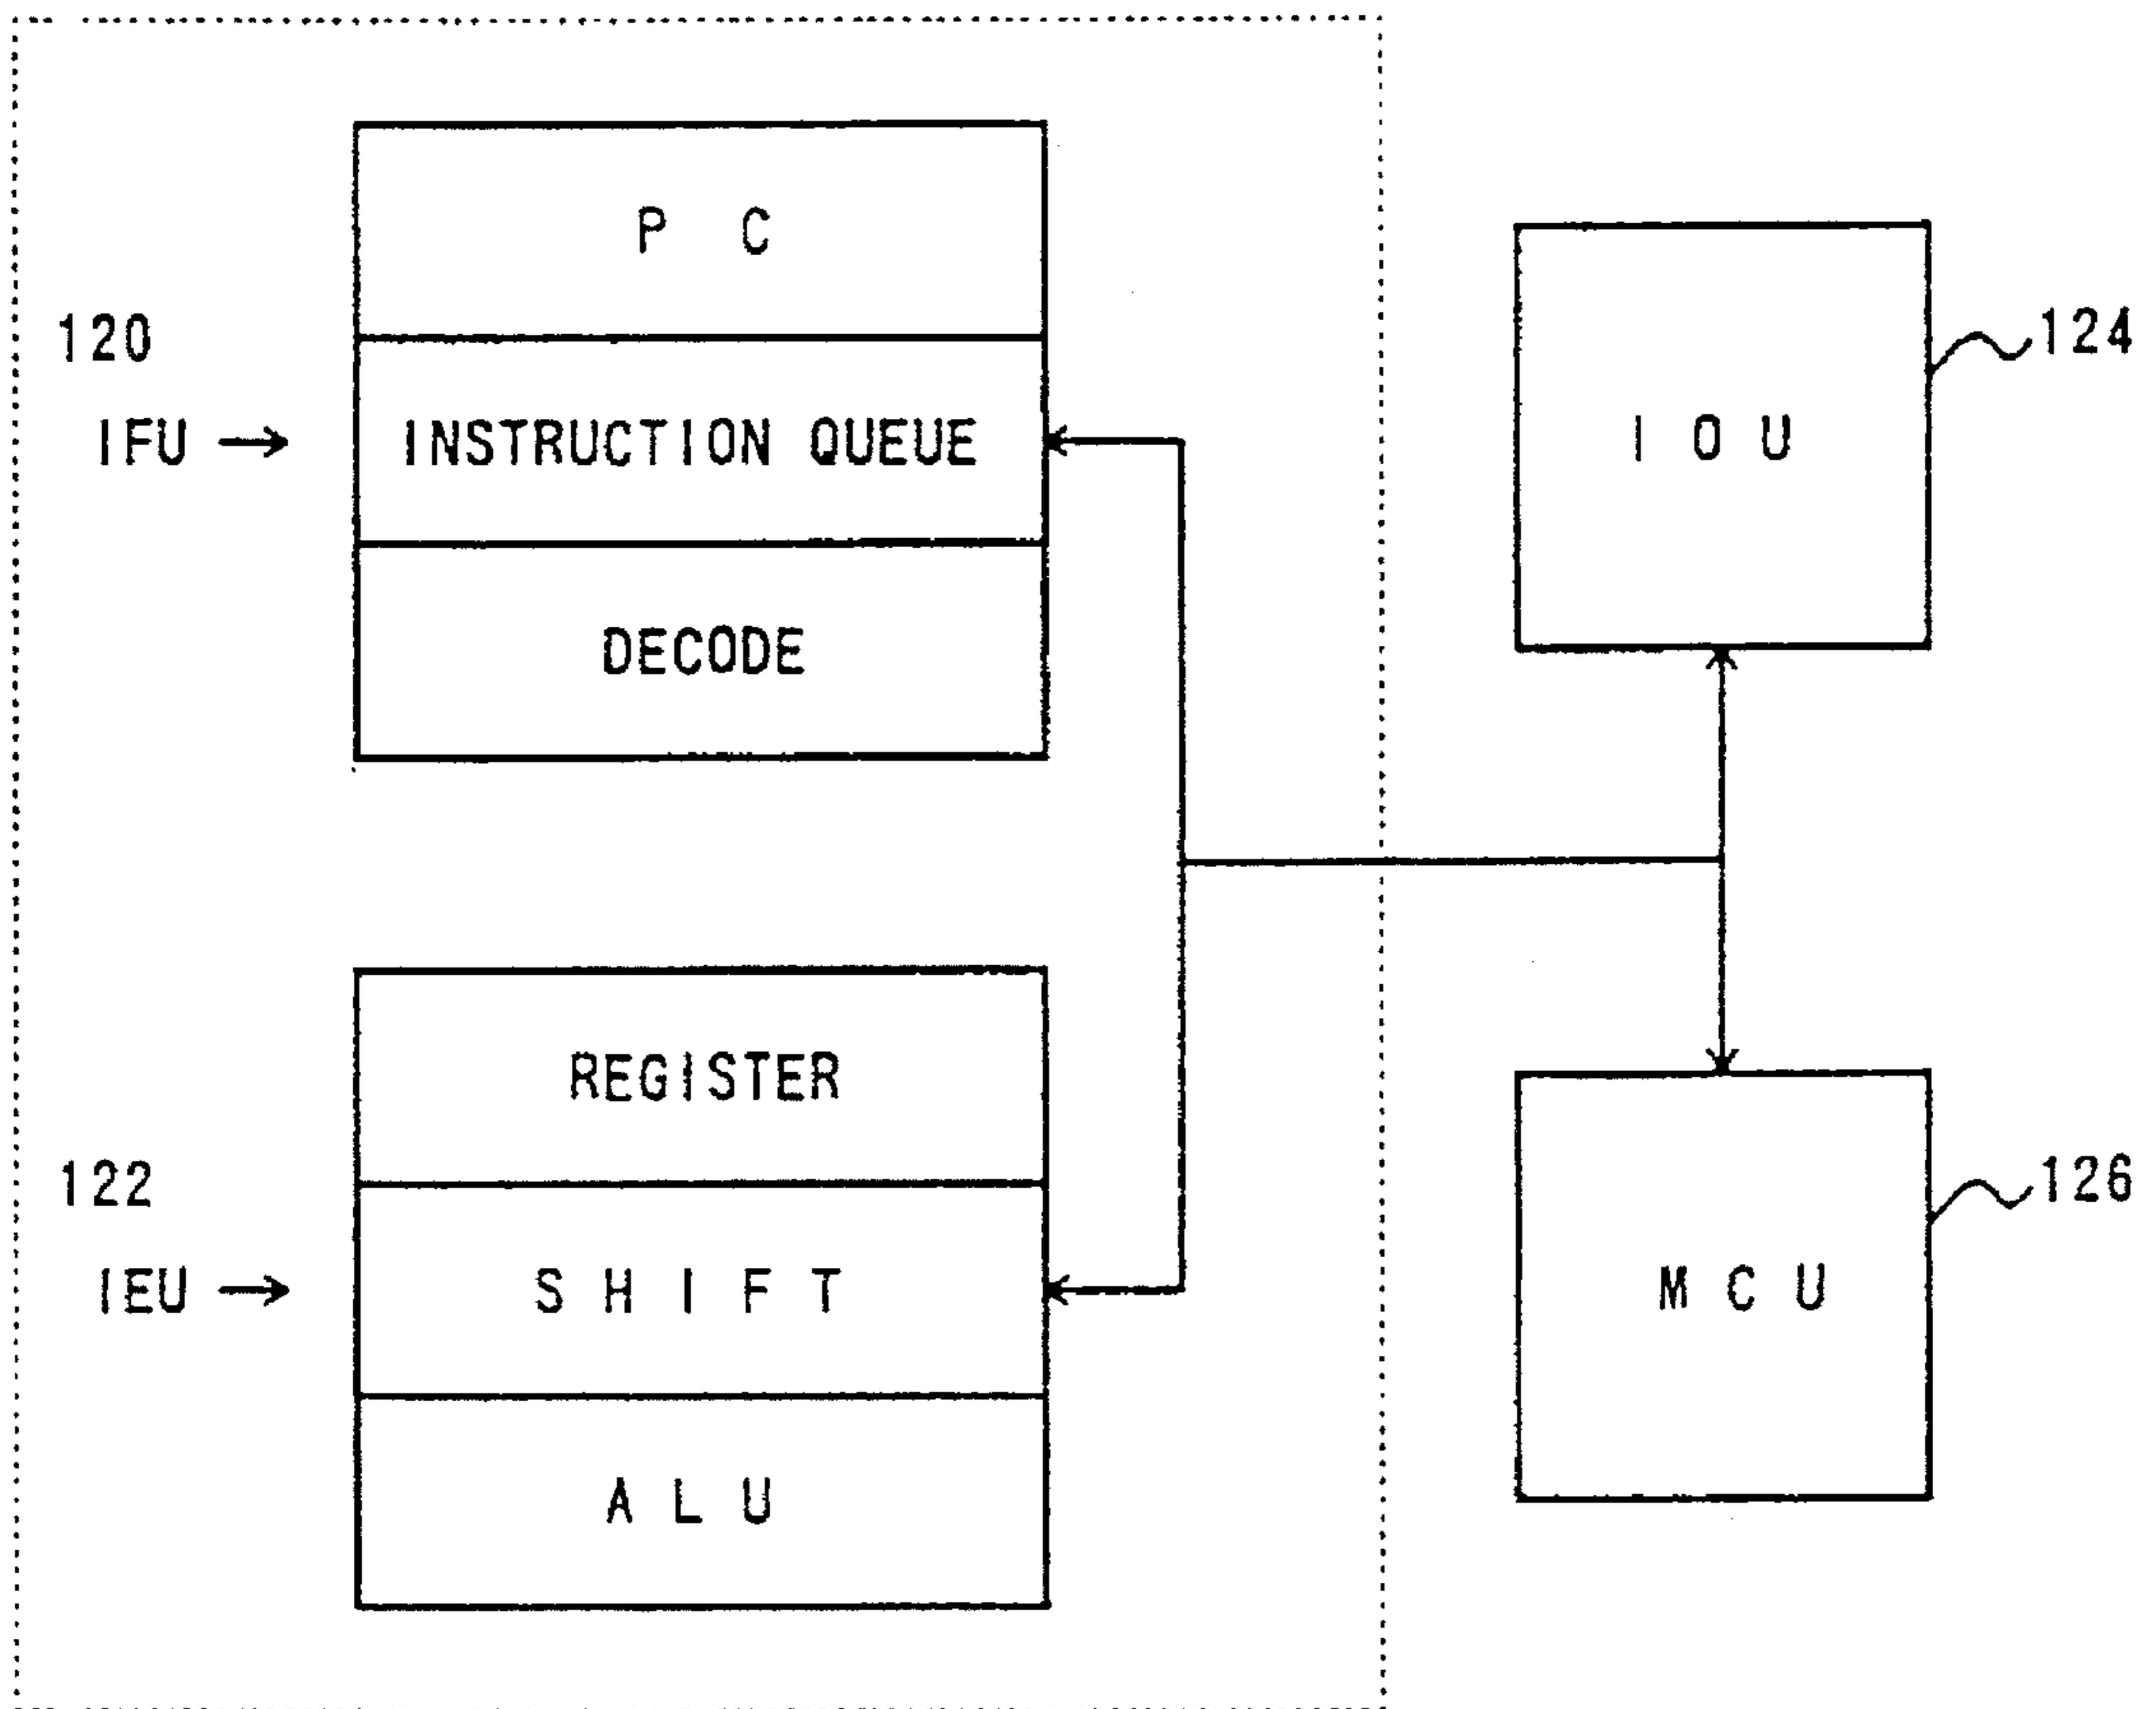 P C
120
IFU
INSTRUCTION QUEUE
DECODE
124
I O U
REGISTER
122
IEU
S H I F T
A L U
126
M C U